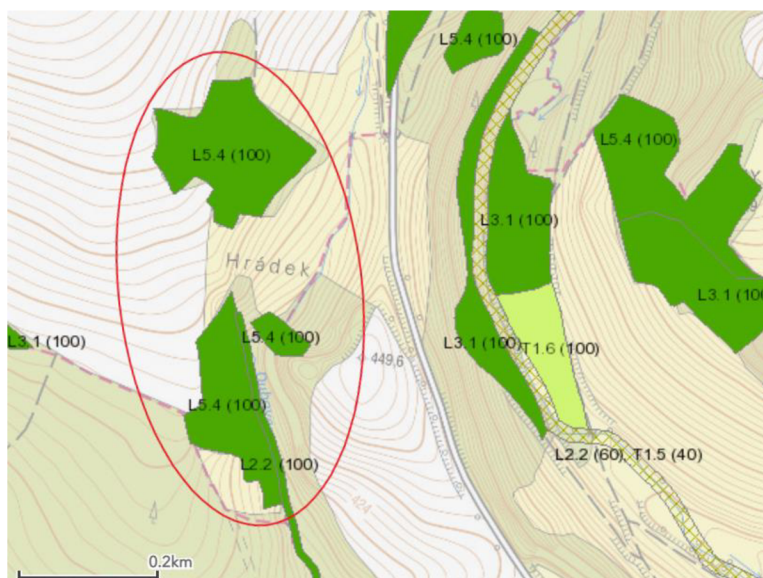 L5.4 (100)
L5.4 (100)
L5.4 (100)
L3.1 (100)
Hrádek
L3.1 (100)
L3.1 (100)
L5.4 (100)
L3.1 (100)
T1.6 (100)
449,6
L5.4 (100)
L2.2 (100)
L2.2 (60), T1.5 (40)
424
0.2km